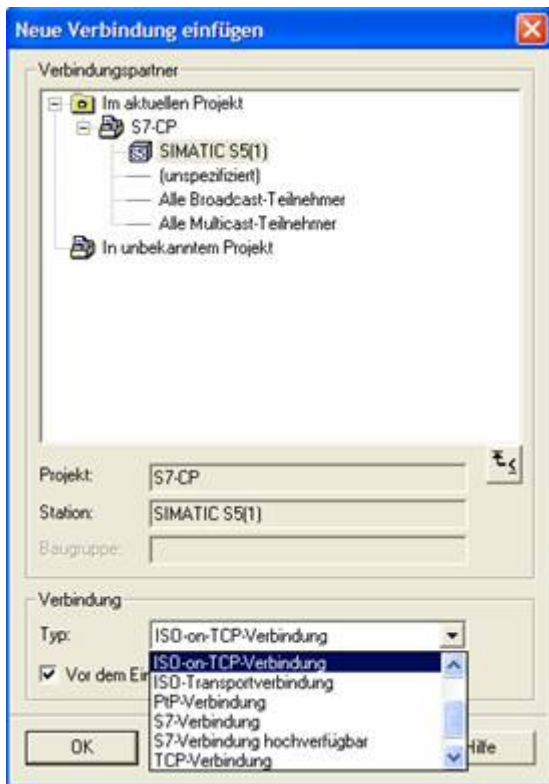 Neue Verbindung einfügen
Verbindungspartner
Im aktuellen Projekt
S7-CP
SIMATIC S5(1)
(unspezifiziert)
Alle Broadcast-Teilnehmer
Alle Multicast-Teilnehmer
In unbekanntem Projekt
Projekt: S7-CP
Station: SIMATIC S5(1)
Baugruppe:
Verbindung
Typ: ISO-on-TCP-Verbindung
ISO-on-TCP-Verbindung
Vor dem Ein
ISO-Transportverbindung
PtP-Verbindung
S7-Verbindung
S7-Verbindung hochverfügbar
TCP-Verbindung
OK
Hilfe